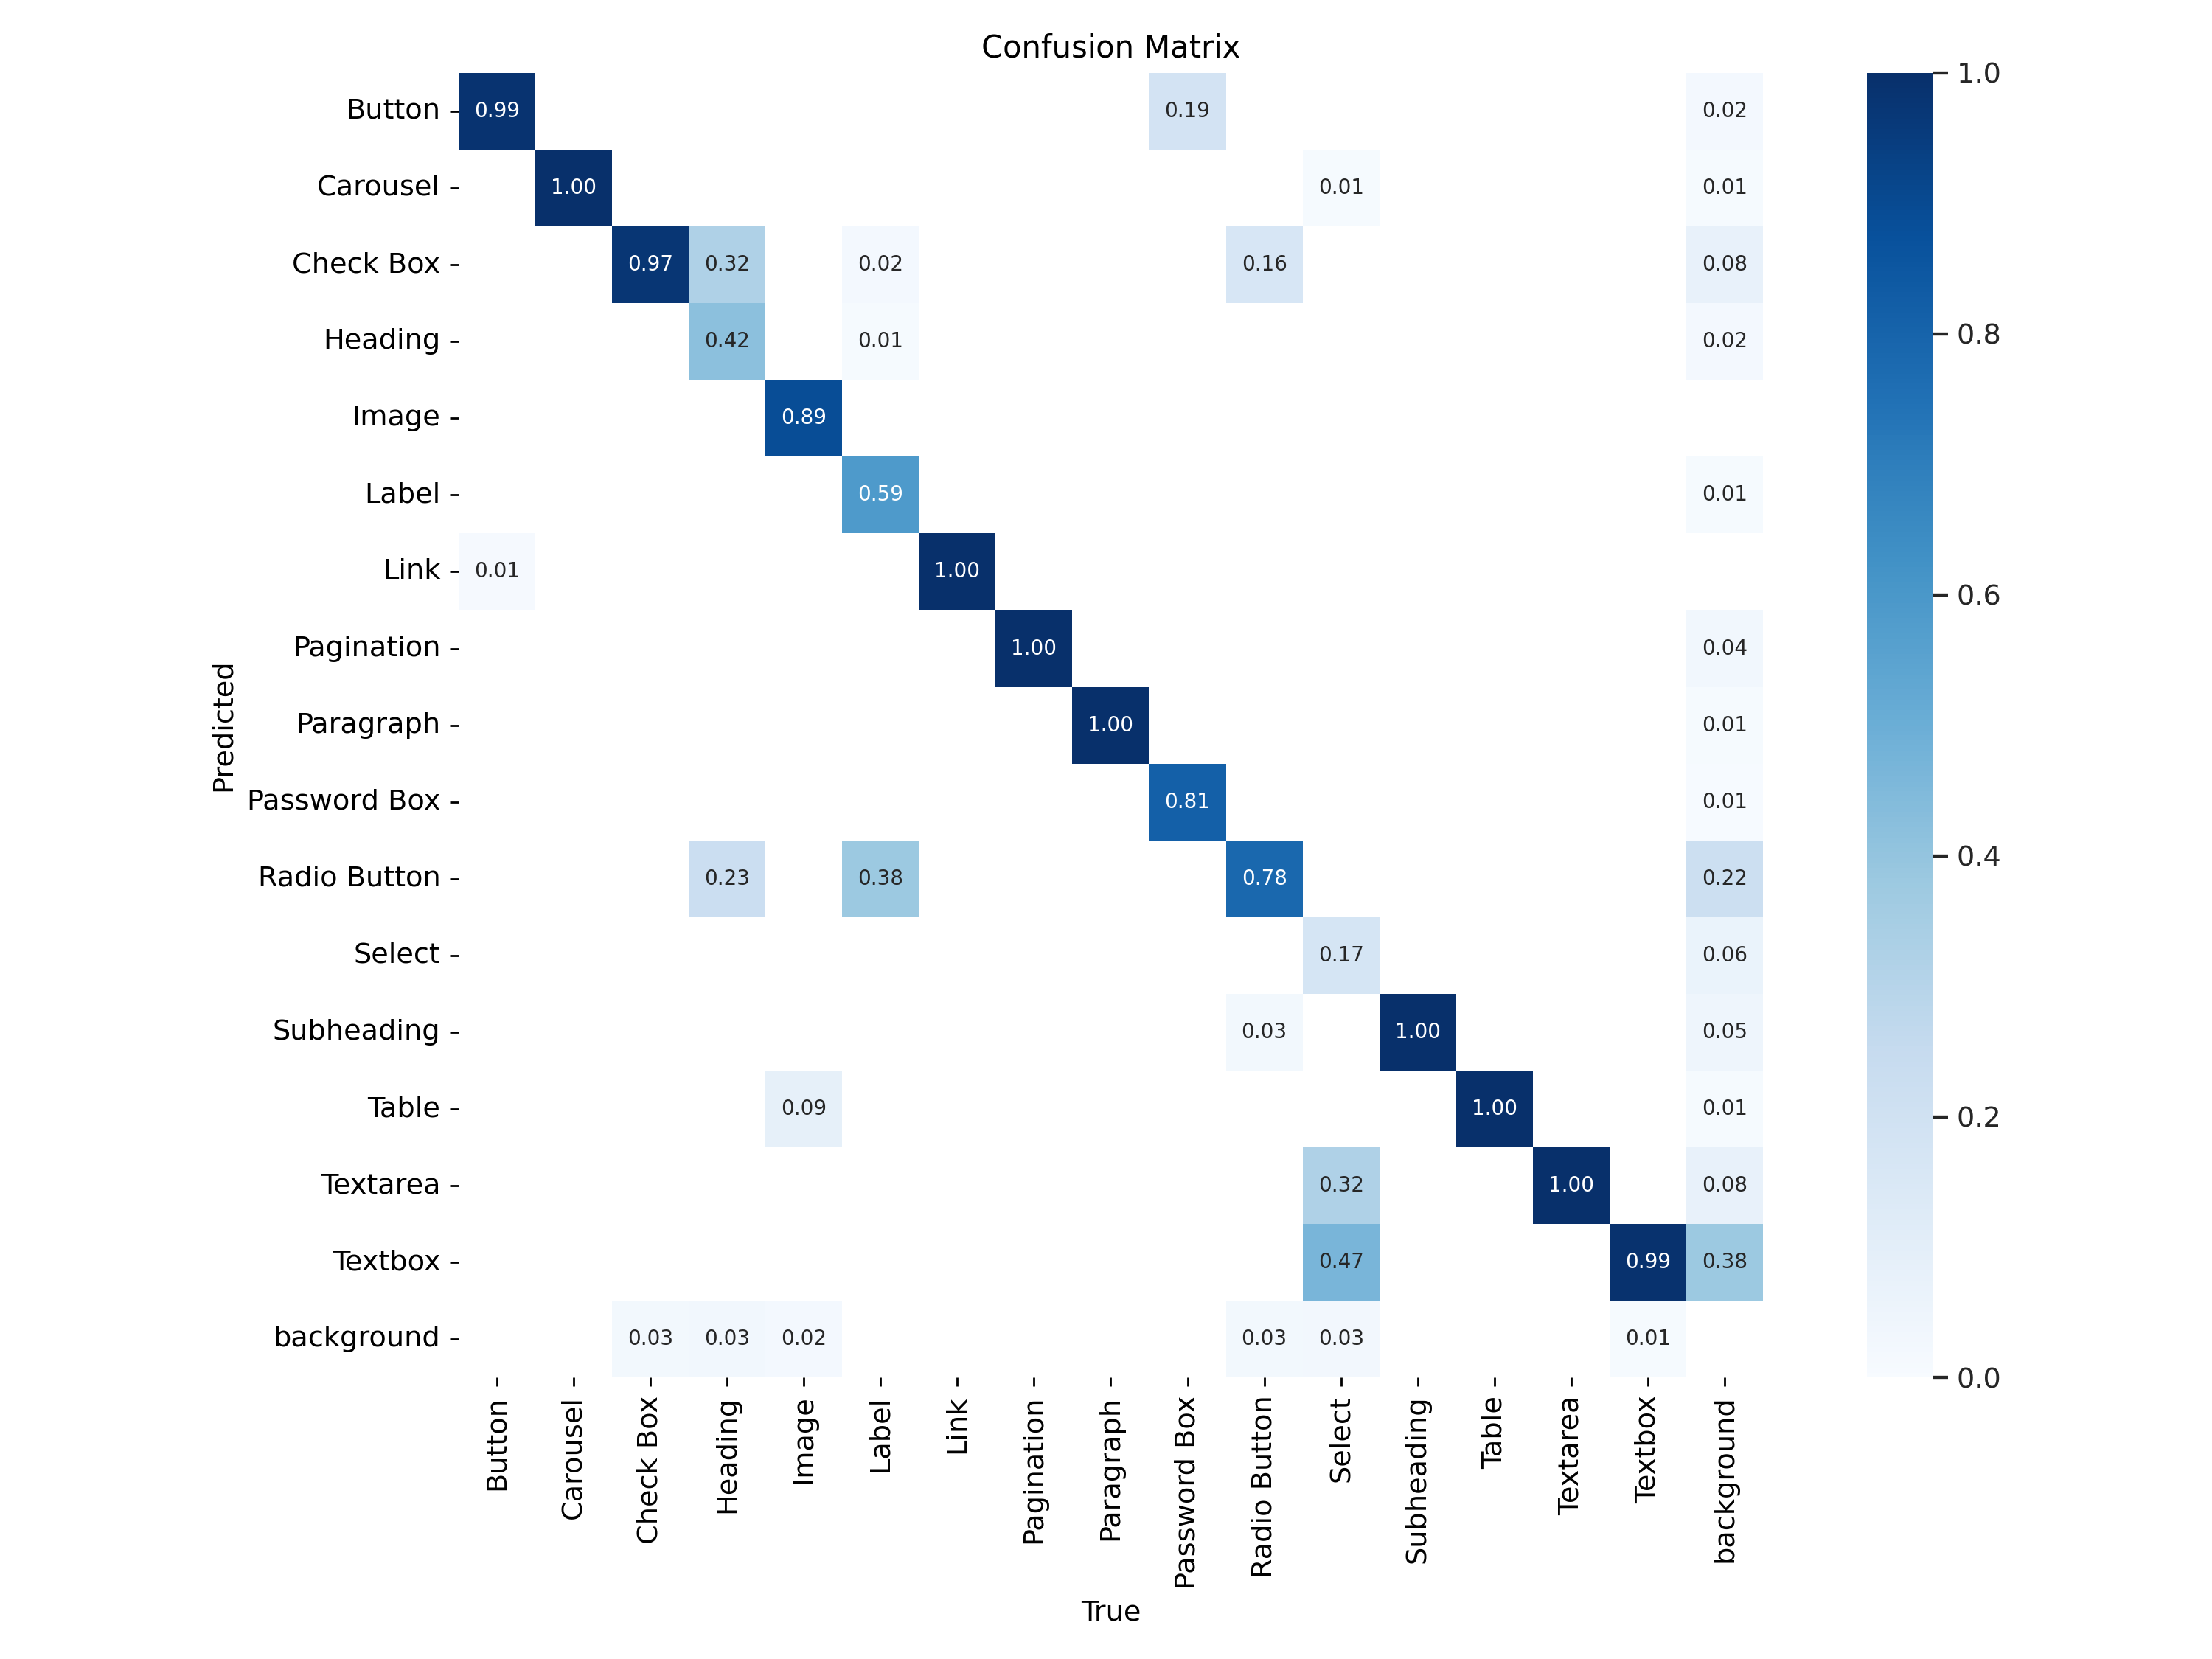 Confusion Matrix
Button 0.99 0.19 0.02
Carousel 1.00 0.01 0.01
Check Box 0.97 0.32 0.02 0.16 0.08
Heading 0.42 0.01 0.02
Image 0.89
Label 0.59 0.01
Link 0.01 1.00
Pagination 1.00 0.04
Paragraph 1.00 0.01
Password Box 0.81 0.01
Radio Button 0.23 0.38 0.78 0.22
Select 0.17 0.06
Subheading 0.03 1.00 0.05
Table 0.09 1.00 0.01
Textarea 0.32 1.00 0.08
Textbox 0.47 0.99 0.38
background 0.03 0.03 0.02 0.03 0.03 0.01
Predicted
Button
Carousel
Check Box
Heading
Image
Label
Link
Pagination
Paragraph
Password Box
Radio Button
Select
Subheading
Table
Textarea
Textbox
background
True
1.0
0.8
0.6
0.4
0.2
0.0